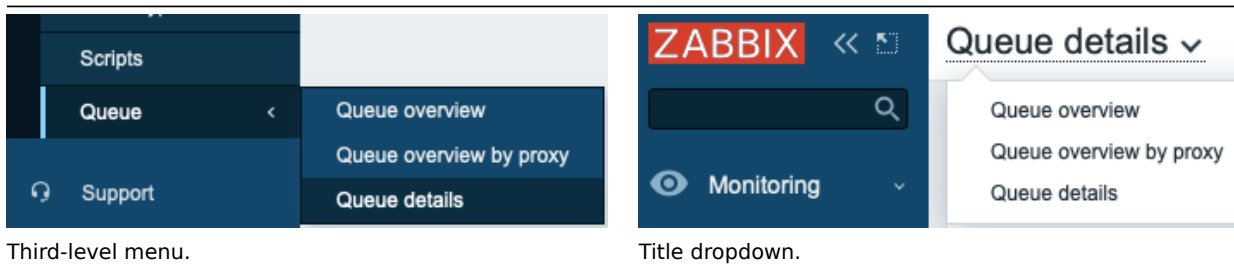 Scripts
Queue
Queue overview
Queue overview by proxy
Queue details
Support
Third-level menu.
ZABBIX
Queue details
Queue overview
Queue overview by proxy
Queue details
Monitoring
Title dropdown.